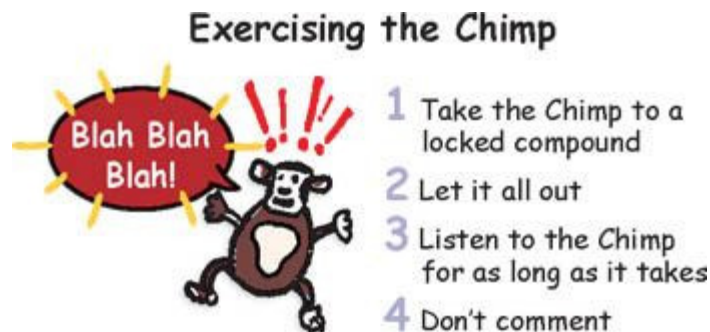 Exercising the Chimp
Blah Blah
Blah!
1 Take the Chimp to a
locked compound
2 Let it all out
3 Listen to the Chimp
for as long as it takes
4 Don't comment